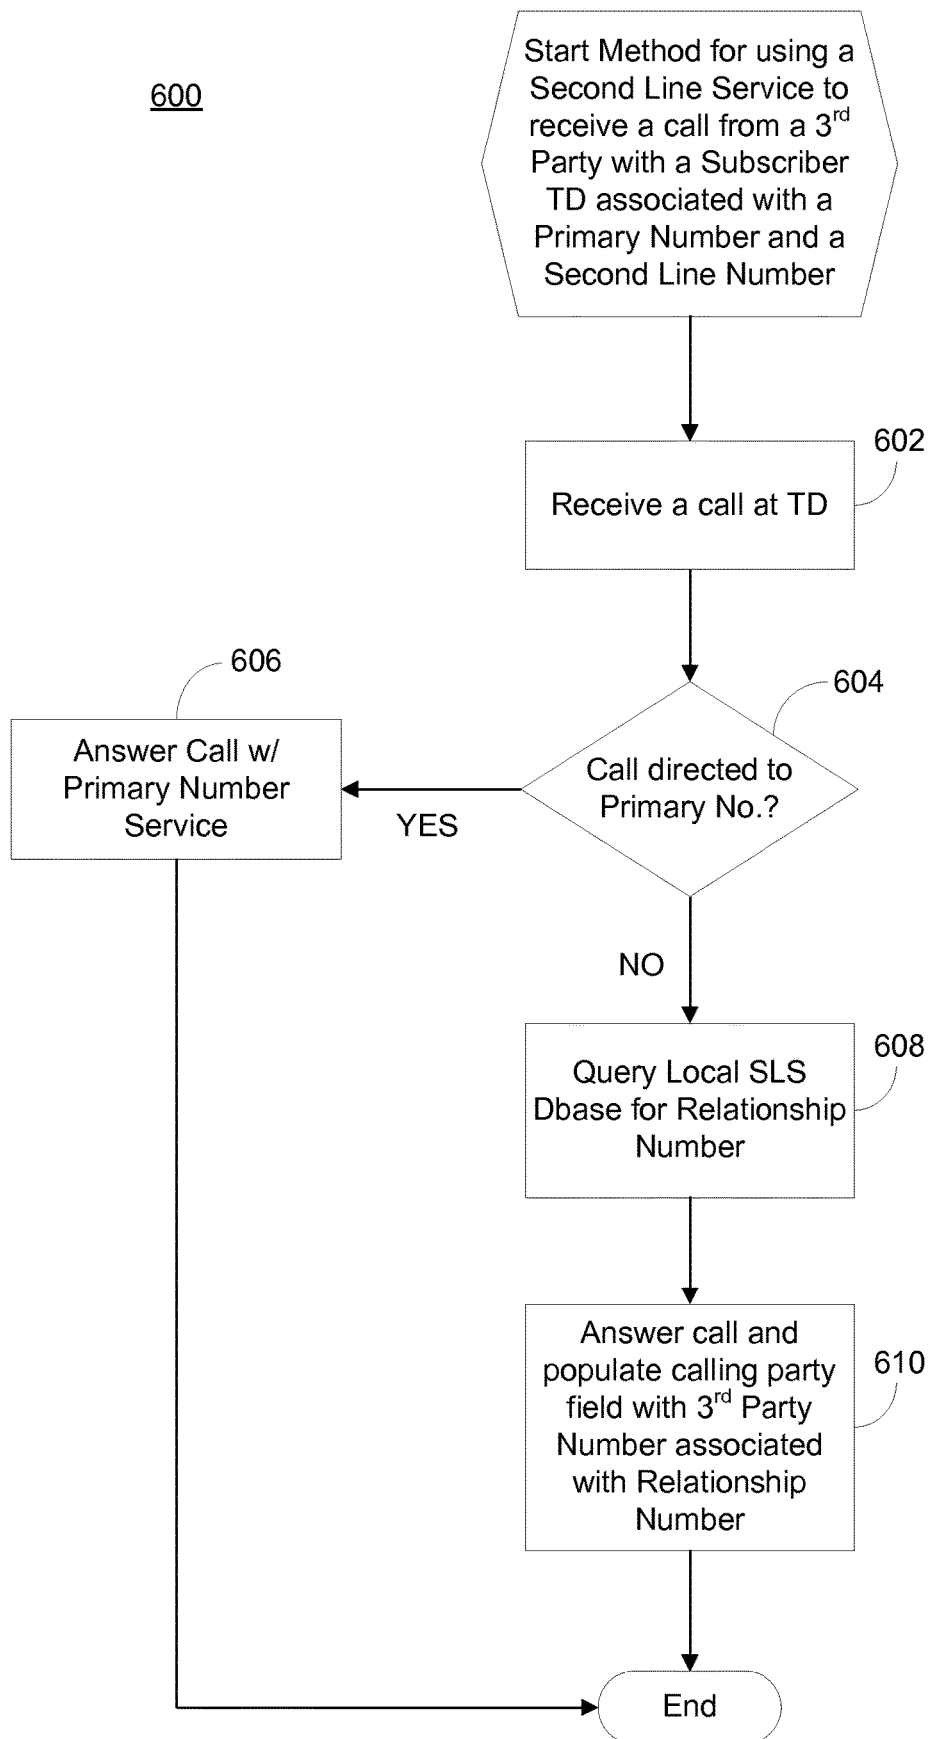 600
Start Method for using a
Second Line Service to
receive a call from a 3rd
Party with a Subscriber
TD associated with a
Primary Number and a
Second Line Number
602
Receive a call at TD
604
Call directed to
Primary No.?
YES
606
Answer Call w/
Primary Number
Service
NO
608
Query Local SLS
Dbase for Relationship
Number
610
Answer call and
populate calling party
field with 3rd Party
Number associated
with Relationship
Number
End